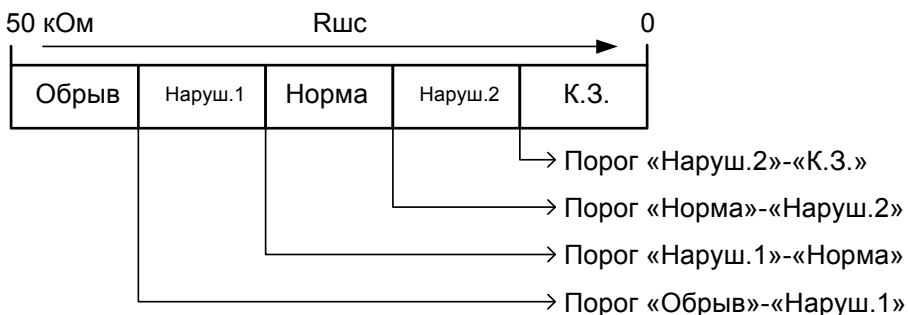 50 кОм Rшс 0
Обрыв Наруш.1 Норма Наруш.2 К.З.
Порог «Наруш.2»-«К.З.»
Порог «Норма»-«Наруш.2»
Порог «Наруш.1»-«Норма»
Порог «Обрыв»-«Наруш.1»